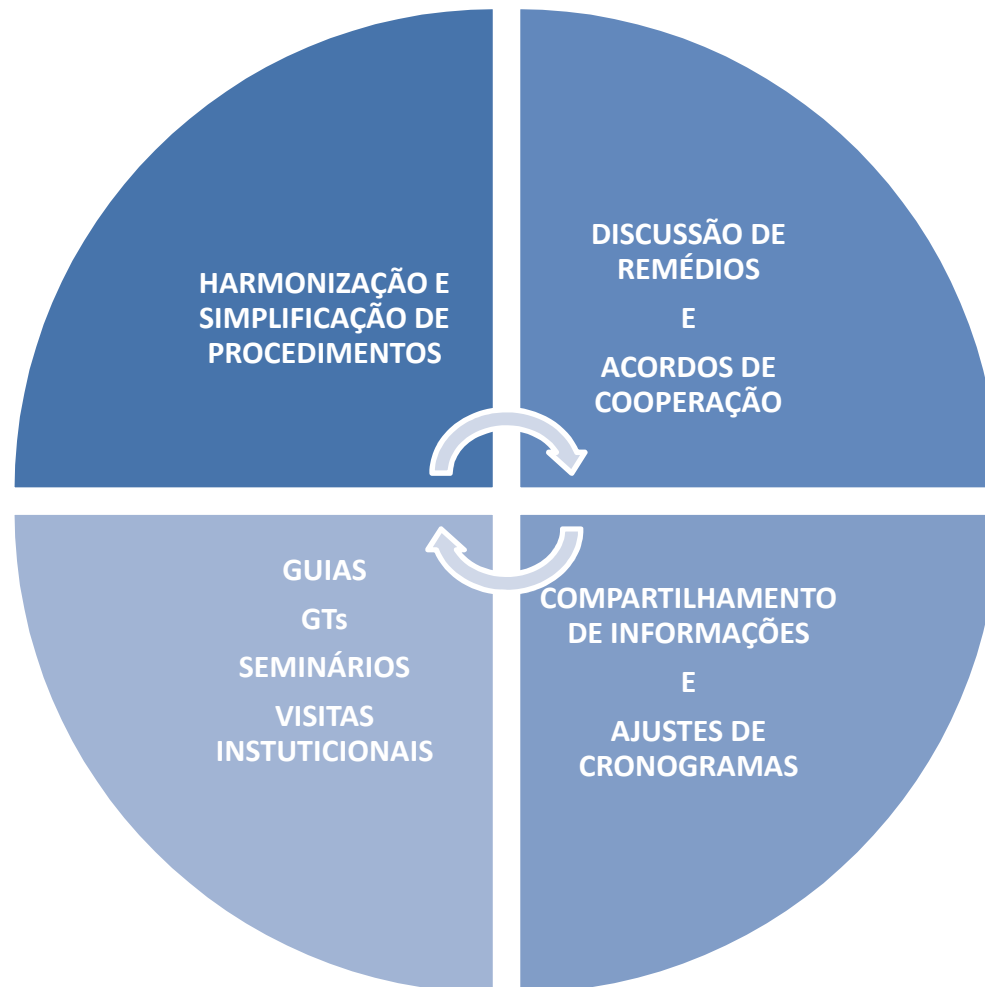 HARMONIZAÇÃO E
SIMPLIFICAÇÃO DE
PROCEDIMENTOS
DISCUSSÃO DE
REMÉDIOS
E
ACORDOS DE
COOPERAÇÃO
GUIAS
GTs
SEMINÁRIOS
VISITAS
INSTUTICIONAIS
COMPARTILHAMENTO
DE INFORMAÇÕES
E
AJUSTES DE
CRONOGRAMAS